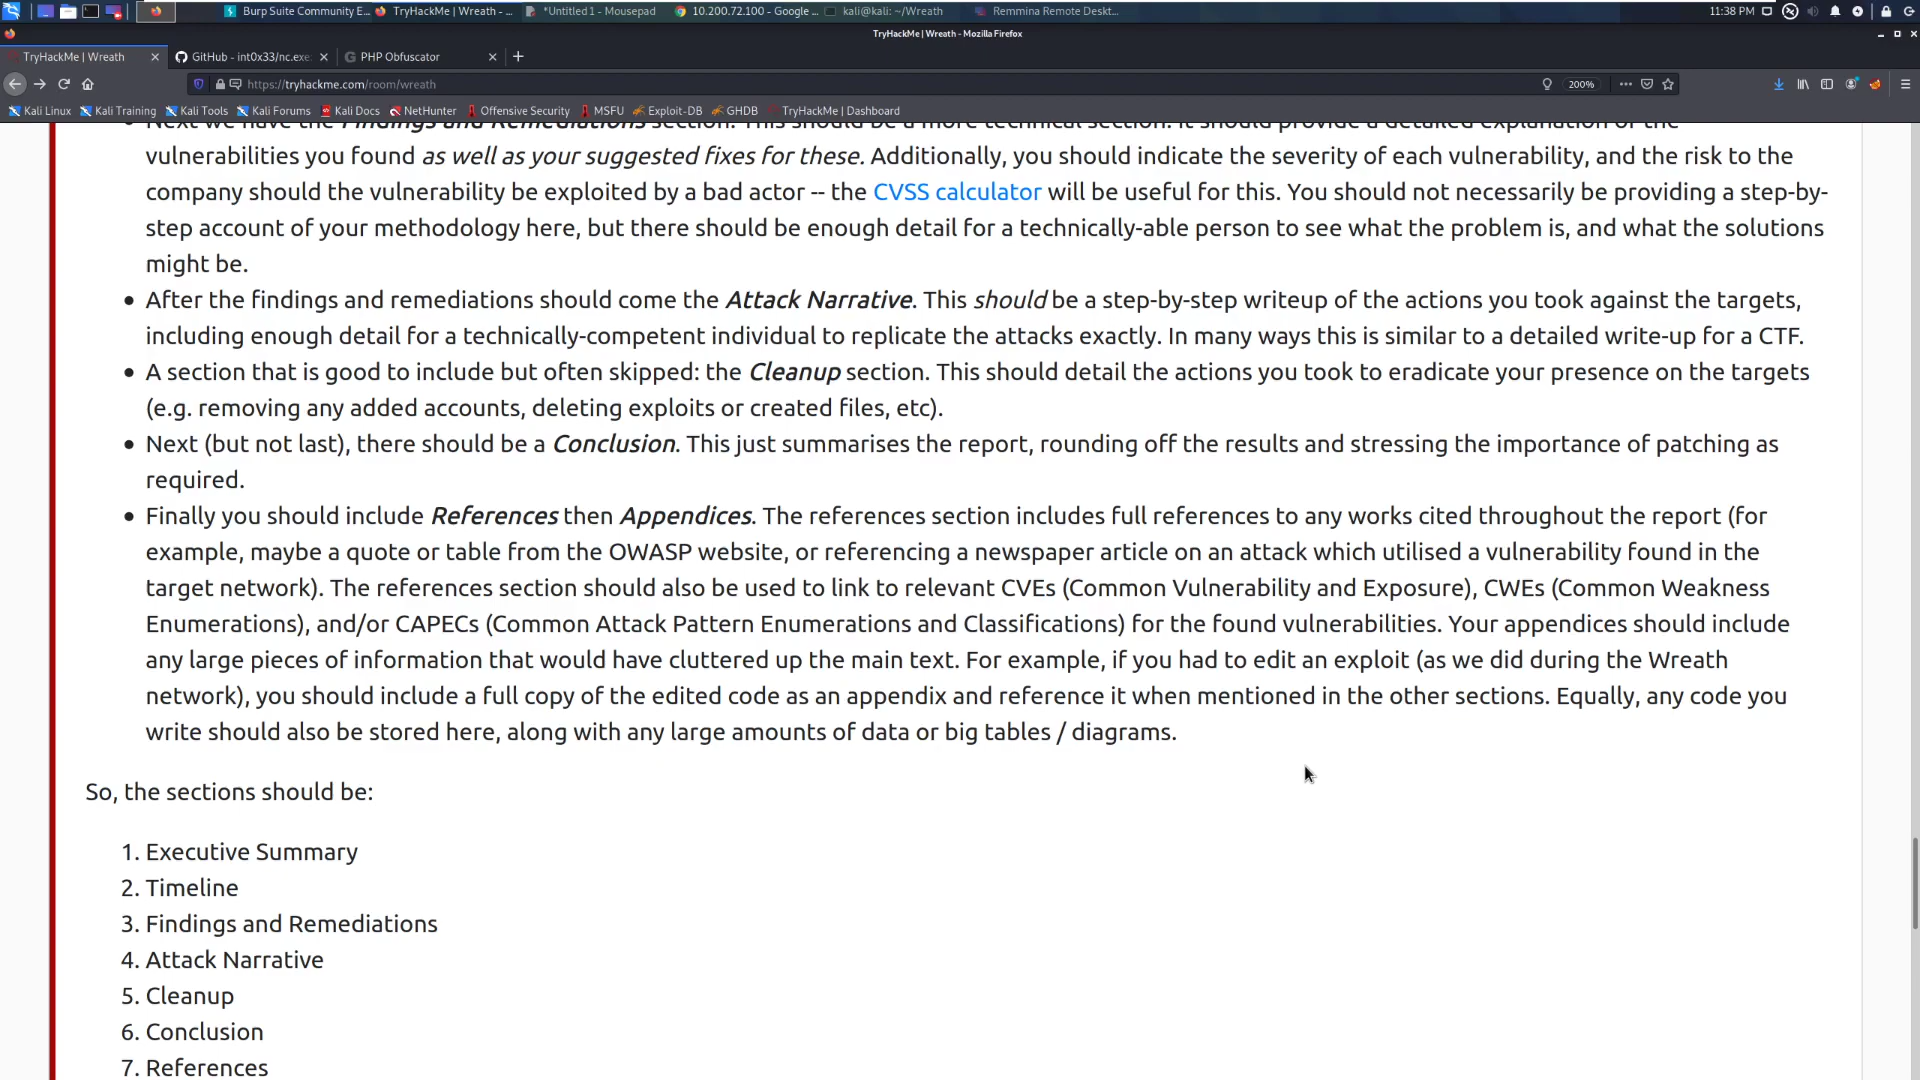 Burp Suite Community E...
TryHackMe | Wreath - ...
*Untitled 1 - Mousepad
10.200.72.100 - Google ...
kali@kali: ~/Wreath
Remmina Remote Deskt...
11:38 PM
TryHackMe | Wreath - Mozilla Firefox
TryHackMe | Wreath
GitHub - int0x33/nc.exe:
PHP Obfuscator
https://tryhackme.com/room/wreath
200%
Kali Linux
Kali Training
Kali Tools
Kali Forums
Kali Docs
NetHunter
Offensive Security
MSFU
Exploit-DB
GHDB
TryHackMe | Dashboard
Next we have the Findings and Remediations section. This should be a more technical section. It should provide a detailed explanation of the
vulnerabilities you found as well as your suggested fixes for these. Additionally, you should indicate the severity of each vulnerability, and the risk to the
company should the vulnerability be exploited by a bad actor -- the CVSS calculator will be useful for this. You should not necessarily be providing a step-by-
step account of your methodology here, but there should be enough detail for a technically-able person to see what the problem is, and what the solutions
might be.
• After the findings and remediations should come the Attack Narrative. This should be a step-by-step writeup of the actions you took against the targets,
including enough detail for a technically-competent individual to replicate the attacks exactly. In many ways this is similar to a detailed write-up for a CTF.
• A section that is good to include but often skipped: the Cleanup section. This should detail the actions you took to eradicate your presence on the targets
(e.g. removing any added accounts, deleting exploits or created files, etc).
• Next (but not last), there should be a Conclusion. This just summarises the report, rounding off the results and stressing the importance of patching as
required.
• Finally you should include References then Appendices. The references section includes full references to any works cited throughout the report (for
example, maybe a quote or table from the OWASP website, or referencing a newspaper article on an attack which utilised a vulnerability found in the
target network). The references section should also be used to link to relevant CVEs (Common Vulnerability and Exposure), CWEs (Common Weakness
Enumerations), and/or CAPECs (Common Attack Pattern Enumerations and Classifications) for the found vulnerabilities. Your appendices should include
any large pieces of information that would have cluttered up the main text. For example, if you had to edit an exploit (as we did during the Wreath
network), you should include a full copy of the edited code as an appendix and reference it when mentioned in the other sections. Equally, any code you
write should also be stored here, along with any large amounts of data or big tables / diagrams.
So, the sections should be:
1. Executive Summary
2. Timeline
3. Findings and Remediations
4. Attack Narrative
5. Cleanup
6. Conclusion
7. References